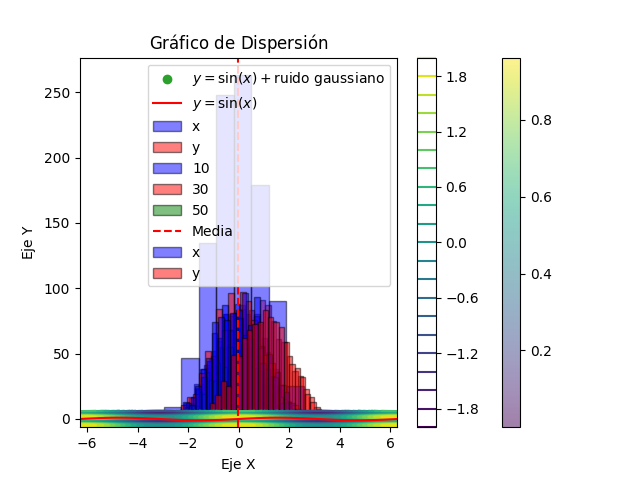 Gráfico de Dispersión
y = sin(x) + ruido gaussiano
y = sin(x)
x
y
10
30
50
Media
x
y
Eje Y
250
200
150
100
50
0
−6
−4
−2
0
2
4
6
Eje X
1.8
1.2
0.6
0.0
−0.6
−1.2
−1.8
0.8
0.6
0.4
0.2